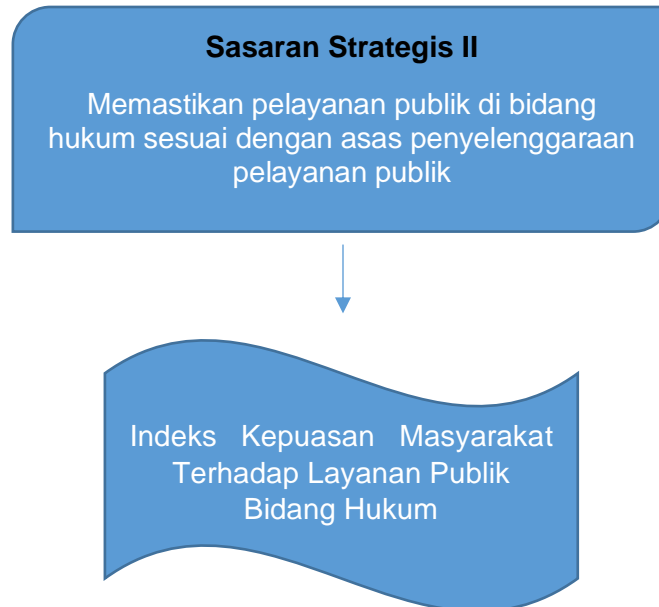 Sasaran Strategis II
Memastikan pelayanan publik di bidang
hukum sesuai dengan asas penyelenggaraan
pelayanan publik
Indeks Kepuasan Masyarakat
Terhadap Layanan Publik
Bidang Hukum